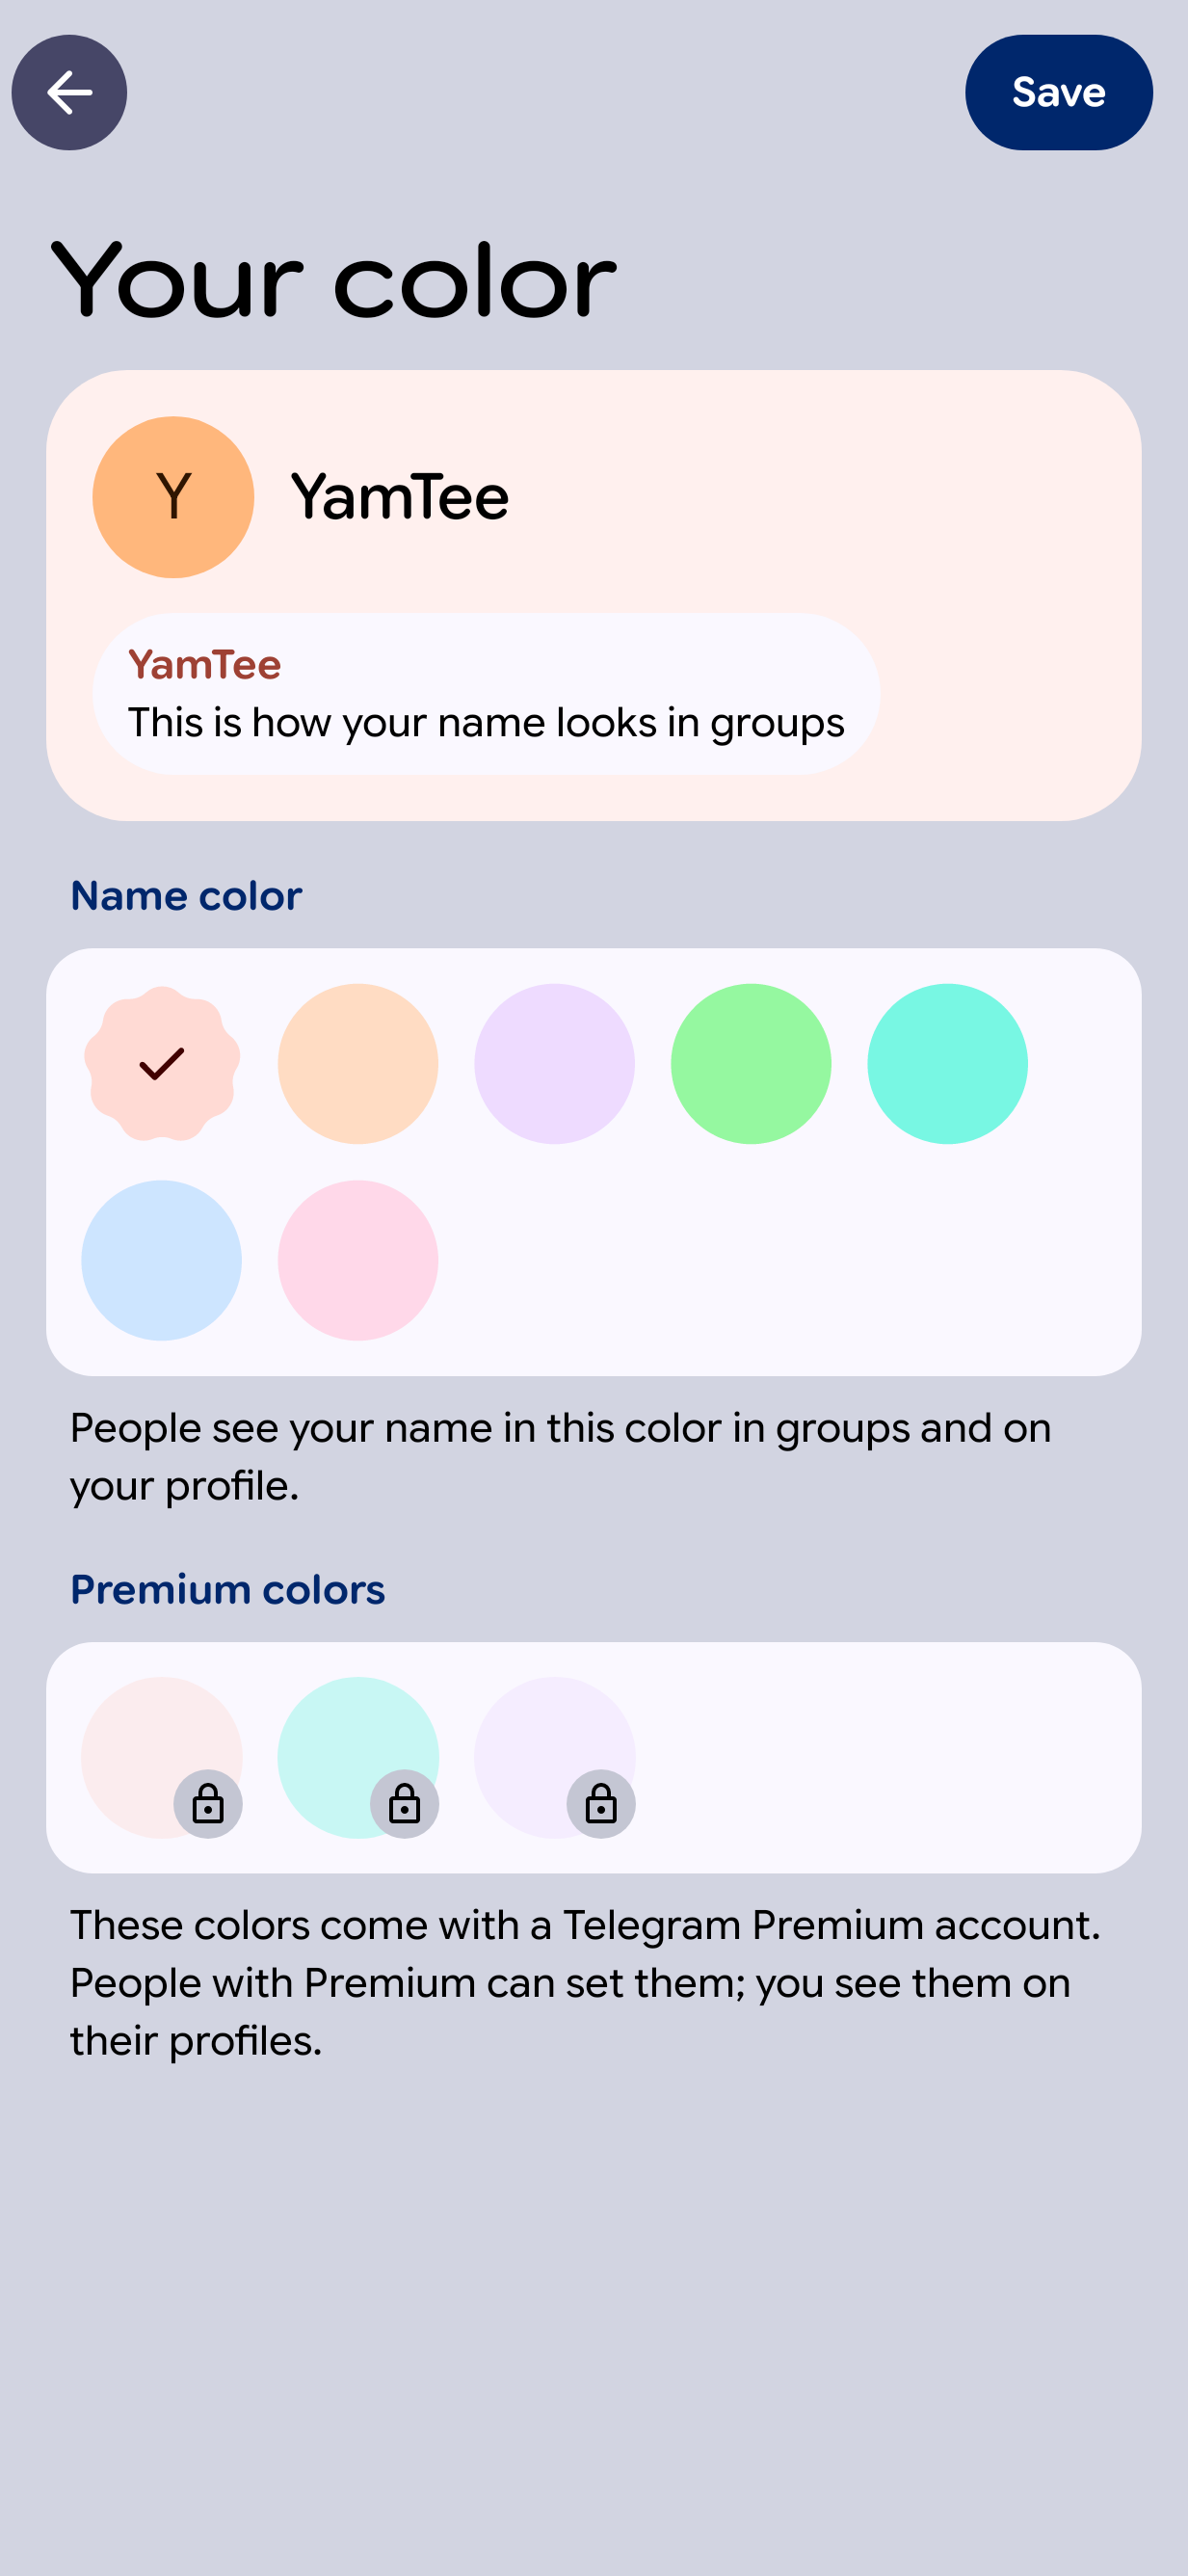 Save
Your color
Y
YamTee
YamTee
This is how your name looks in groups
Name color
People see your name in this color in groups and on
your profile.
Premium colors
These colors come with a Telegram Premium account.
People with Premium can set them; you see them on
their profiles.